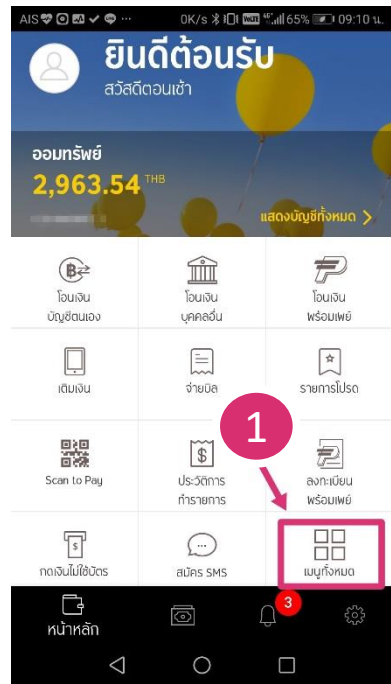 AIS 0K/s 65% 09:10 น.
ยินดีต้อนรับ
สวัสดีตอนเช้า
ออมทรัพย์
2,963.54 THB
แสดงบัญชีทั้งหมด >
โอนเงิน
บัญชีตนเอง
โอนเงิน
บุคคลอื่น
โอนเงิน
พร้อมเพย์
เติมเงิน
จ่ายบิล
รายการโปรด
1
Scan to Pay
ประวัติการ
ทำรายการ
ลงทะเบียน
พร้อมเพย์
กดเงินไม่ใช้บัตร
สมัคร SMS
เมนูทั้งหมด
3
หน้าหลัก